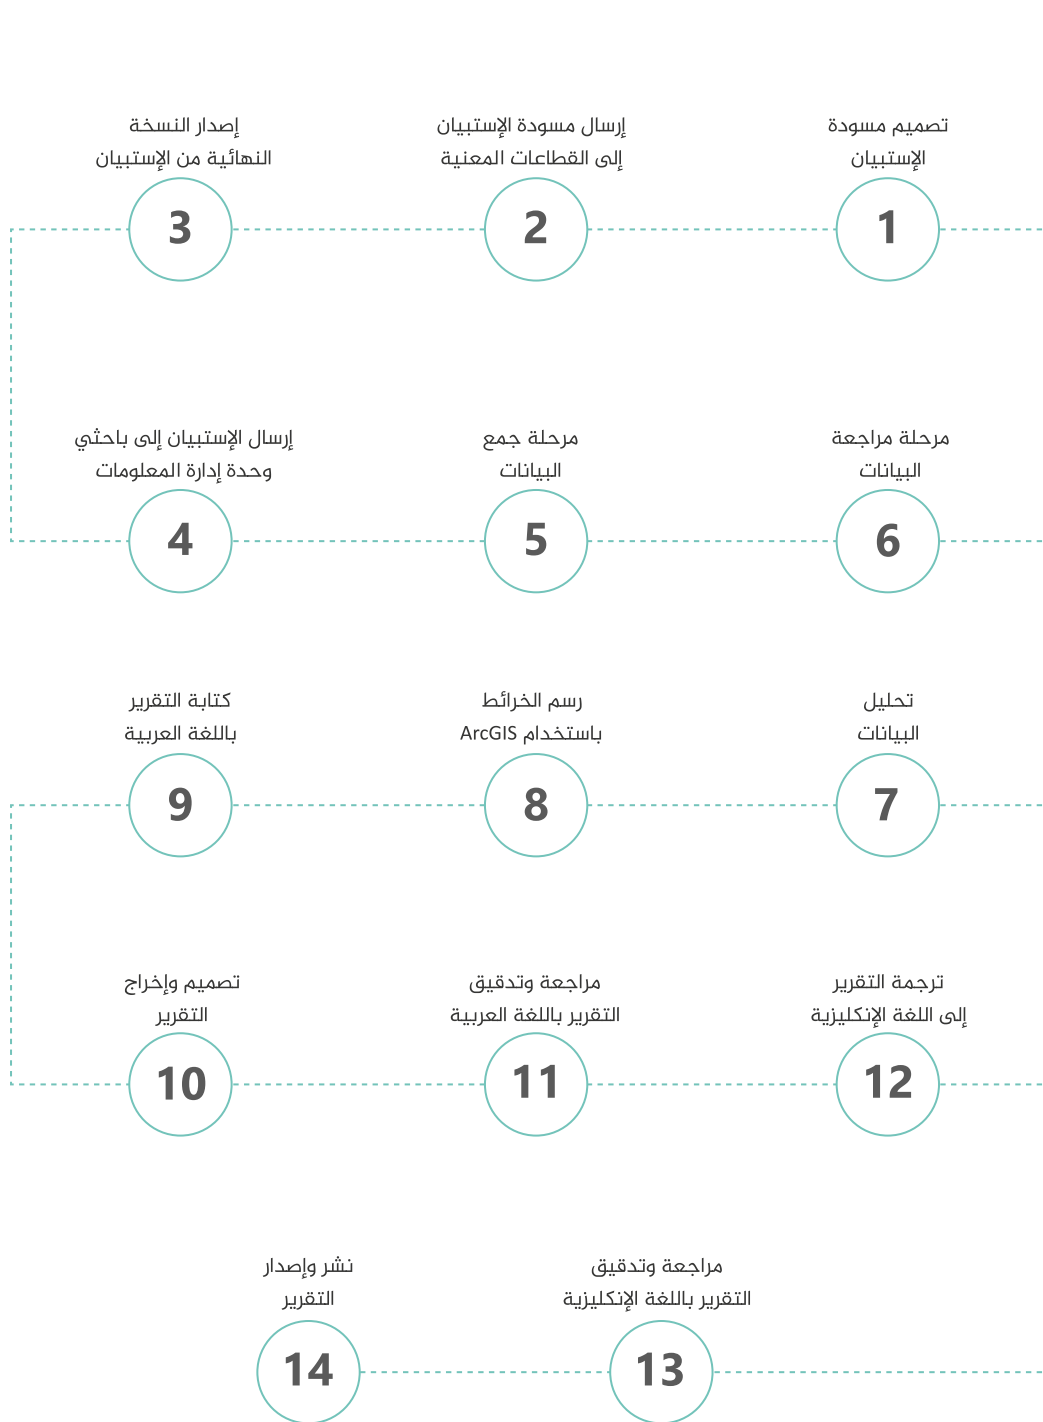 تصميم مسودة
الإستبيان
1
إرسال مسودة الإستبيان
إلى القطاعات المعنية
2
إصدار النسخة
النهائية من الإستبيان
3
إرسال الإستبيان إلى باحثي
وحدة إدارة المعلومات
4
مرحلة جمع
البيانات
5
مرحلة مراجعة
البيانات
6
تحليل
البيانات
7
رسم الخرائط
باستخدام ArcGIS
8
كتابة التقرير
باللغة العربية
9
تصميم وإخراج
التقرير
10
مراجعة وتدقيق
التقرير باللغة العربية
11
ترجمة التقرير
إلى اللغة الإنكليزية
12
مراجعة وتدقيق
التقرير باللغة الإنكليزية
13
نشر وإصدار
التقرير
14